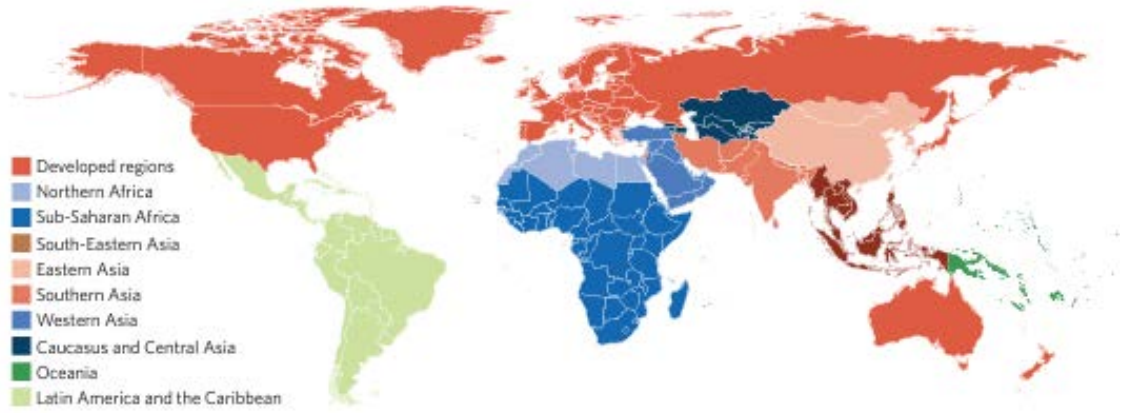 Developed regions
Northern Africa
Sub-Saharan Africa
South-Eastern Asia
Eastern Asia
Southern Asia
Western Asia
Caucasus and Central Asia
Oceania
Latin America and the Caribbean